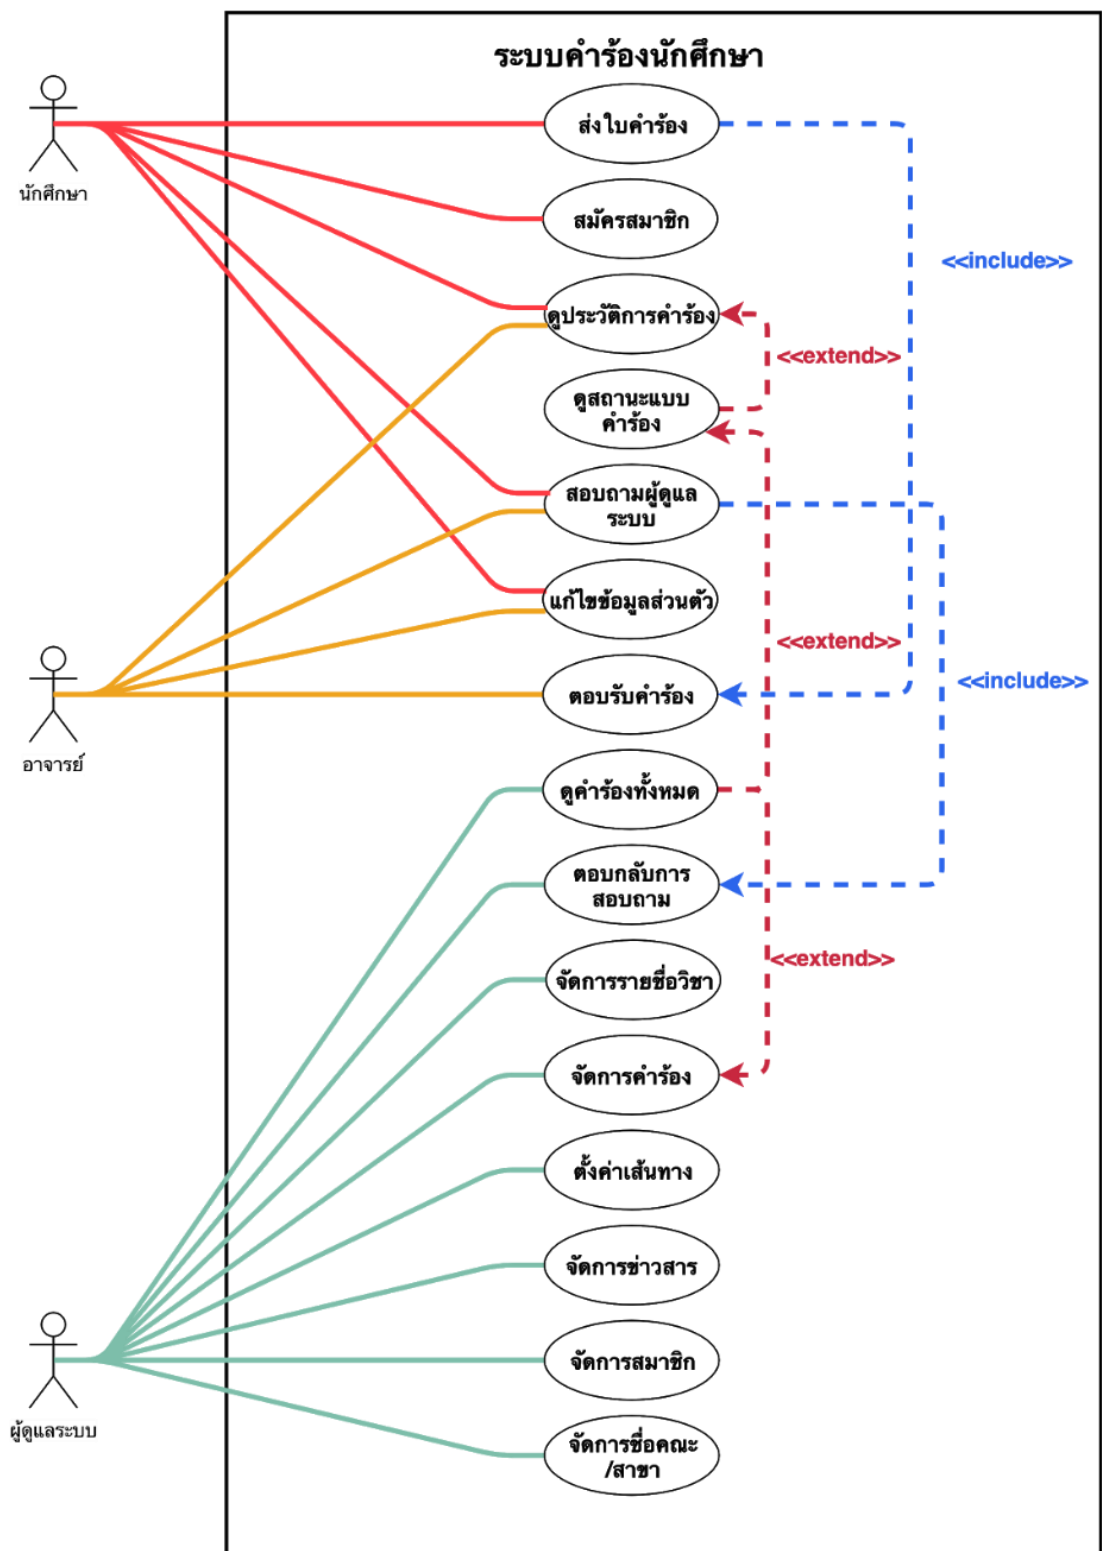 ระบบคำร้องนักศึกษา
ส่งใบคำร้อง
นักศึกษา
สมัครสมาชิก
<<include>>
ดูประวัติการคำร้อง
<<extend>>
ดูสถานะแบบ
คำร้อง
สอบถามผู้ดูแล
ระบบ
แก้ไขข้อมูลส่วนตัว
<<extend>>
<<include>>
ตอบรับคำร้อง
อาจารย์
ดูคำร้องทั้งหมด
ตอบกลับการ
สอบถาม
<<extend>>
จัดการรายชื่อวิชา
จัดการคำร้อง
ตั้งค่าเส้นทาง
จัดการข่าวสาร
จัดการสมาชิก
ผู้ดูแลระบบ
จัดการชื่อคณะ
/สาขา